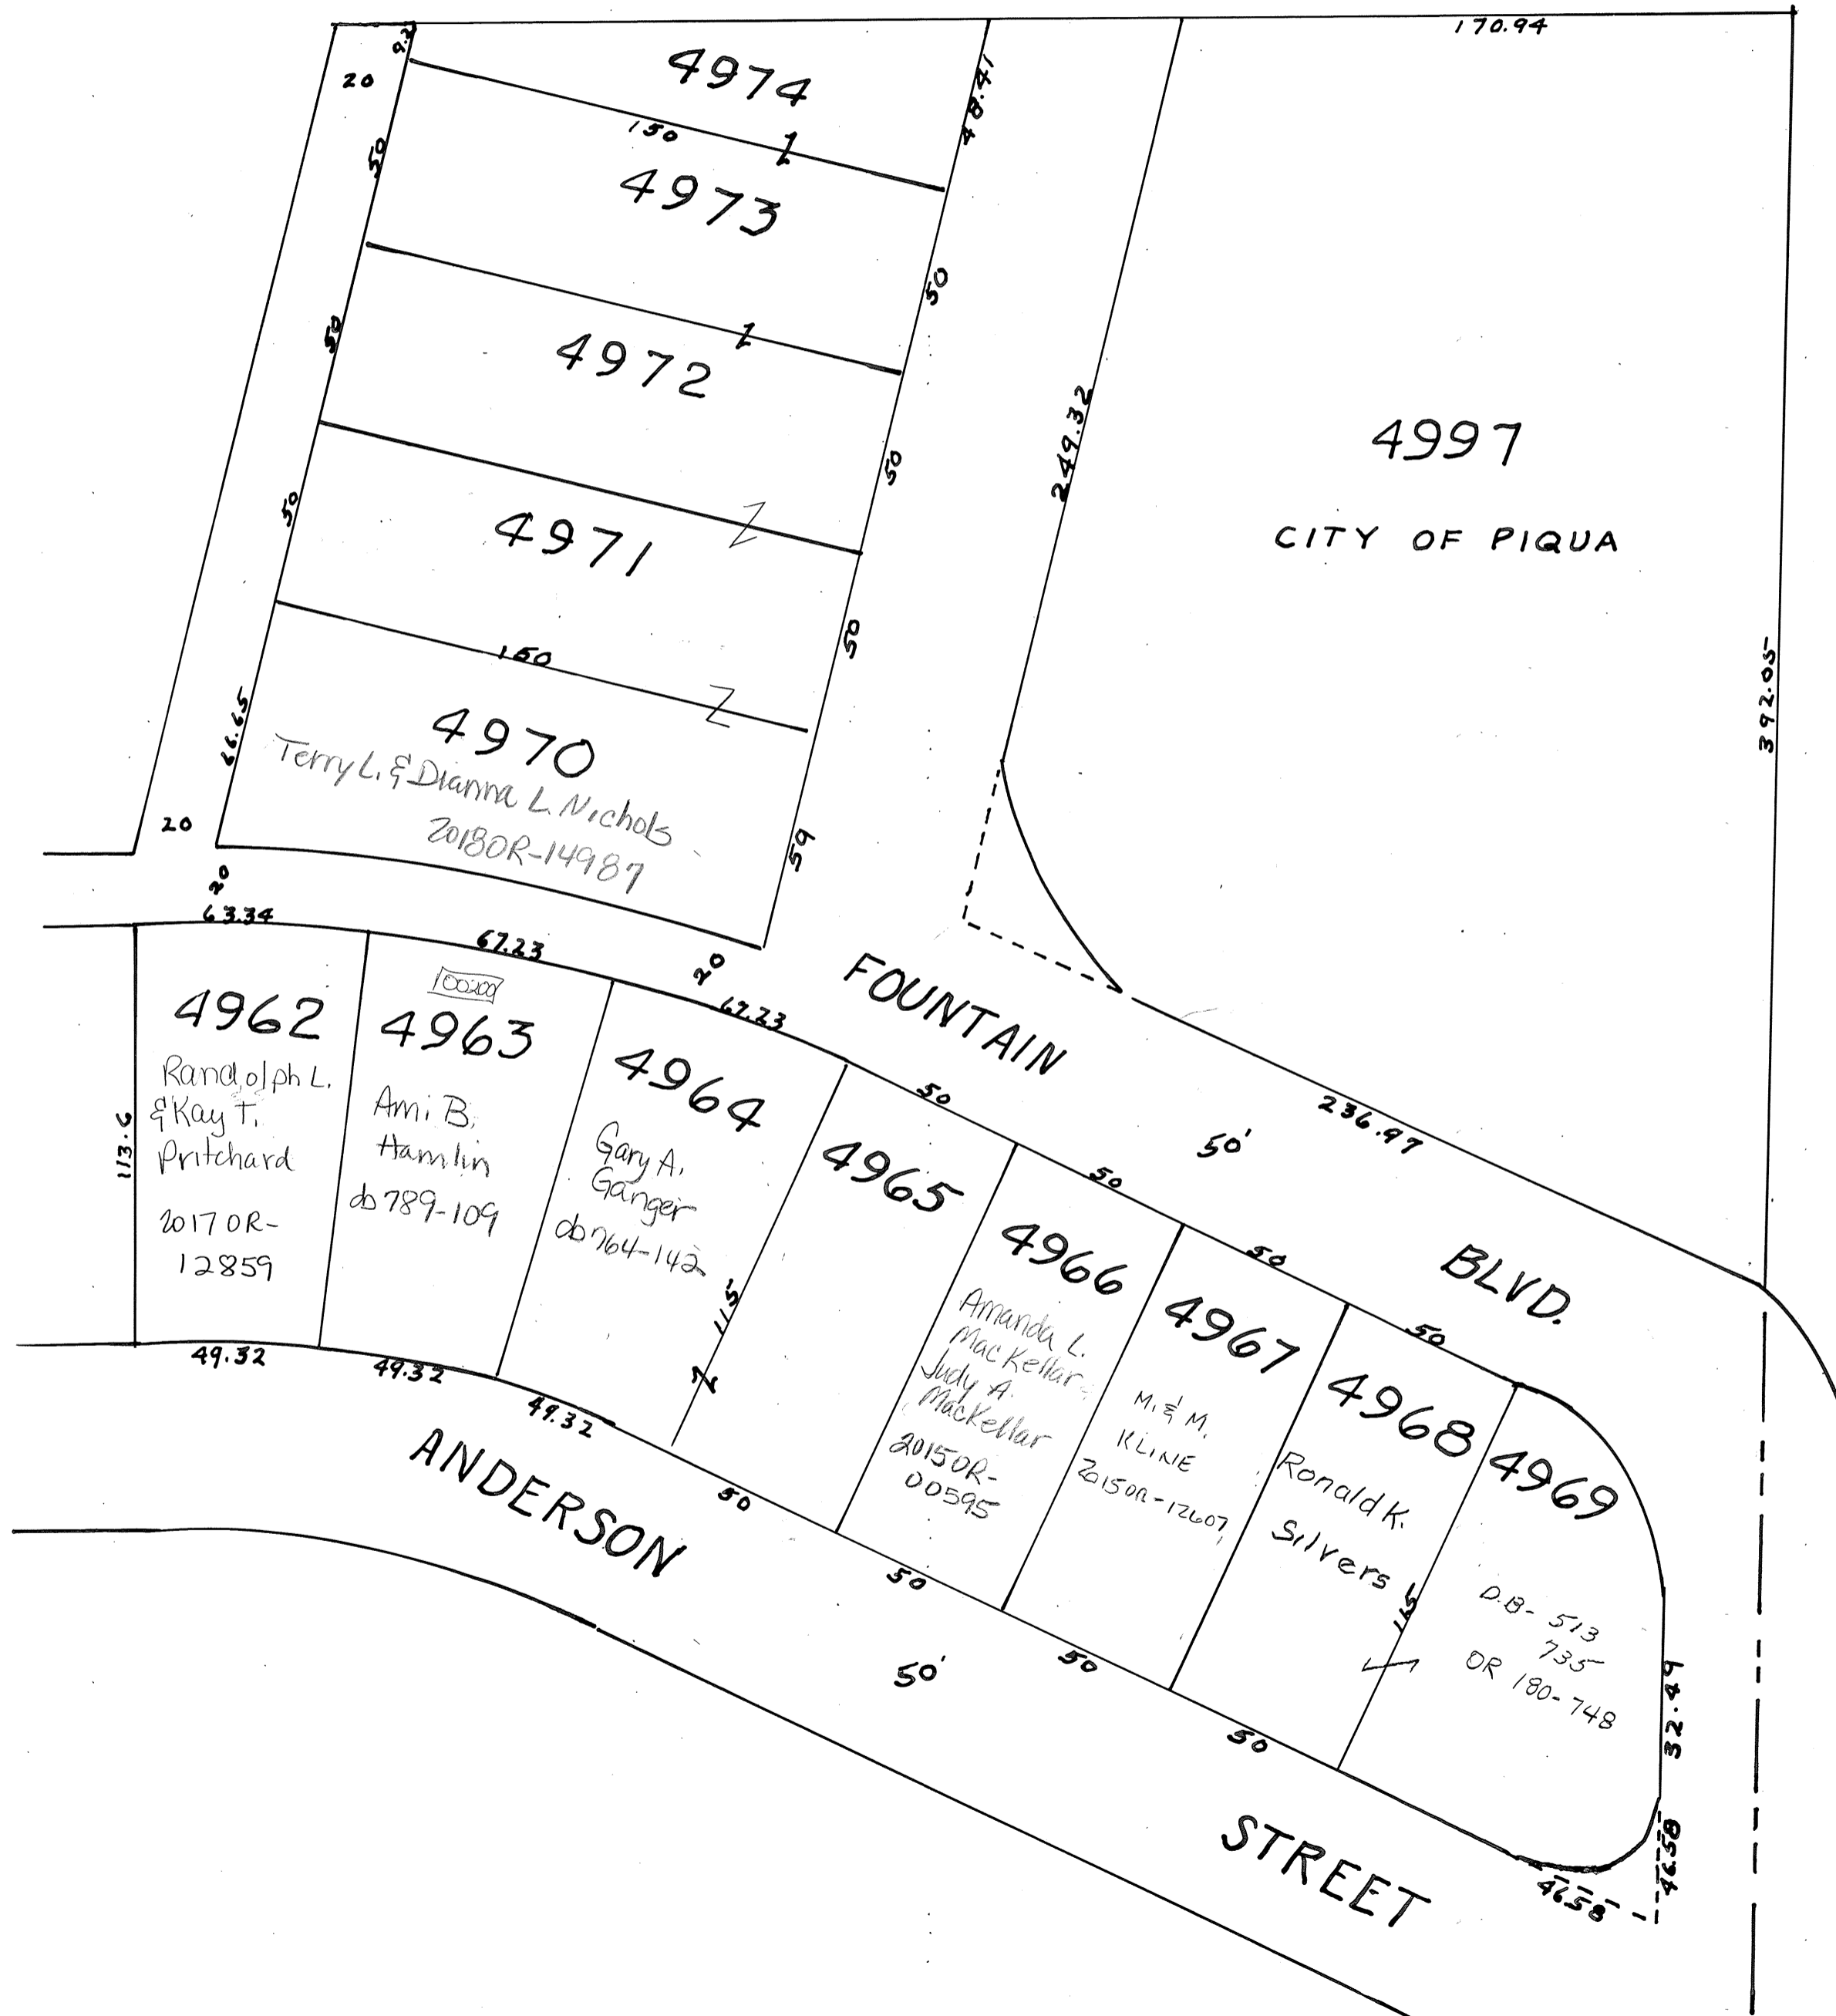 170.94
9.2
20
4974
48.41
150
50
4973
50
50
4972
249.32
4997
50
50
4971
CITY OF PIQUA
50
150
392.05
66.65
4970
Terry L. & Dianna L. Nichols
2018OR-14987
20
59
20
63.34
67.23
20
67.23
FOUNTAIN
4962
Randolph L.
& Kay T.
Pritchard
2017 OR-
12859
113.6
4963
Ami B.
Hamlin
db 789-109
4964
Gary A.
Ganger
db 764-142
50
4965
50
50'
236.97
115
4966
Amanda L.
MacKellar
Judy A.
MacKellar
2015OR-
00595
50
BLVD.
4967
M. & M.
KLINE
2015OR-12607
50
4968
Ronald K.
Silvers
4969
D.B- 513
735
OR 180-748
49.32
49.32
49.32
ANDERSON
50
50
50'
50
50
32.49
STREET
46.58
46.58